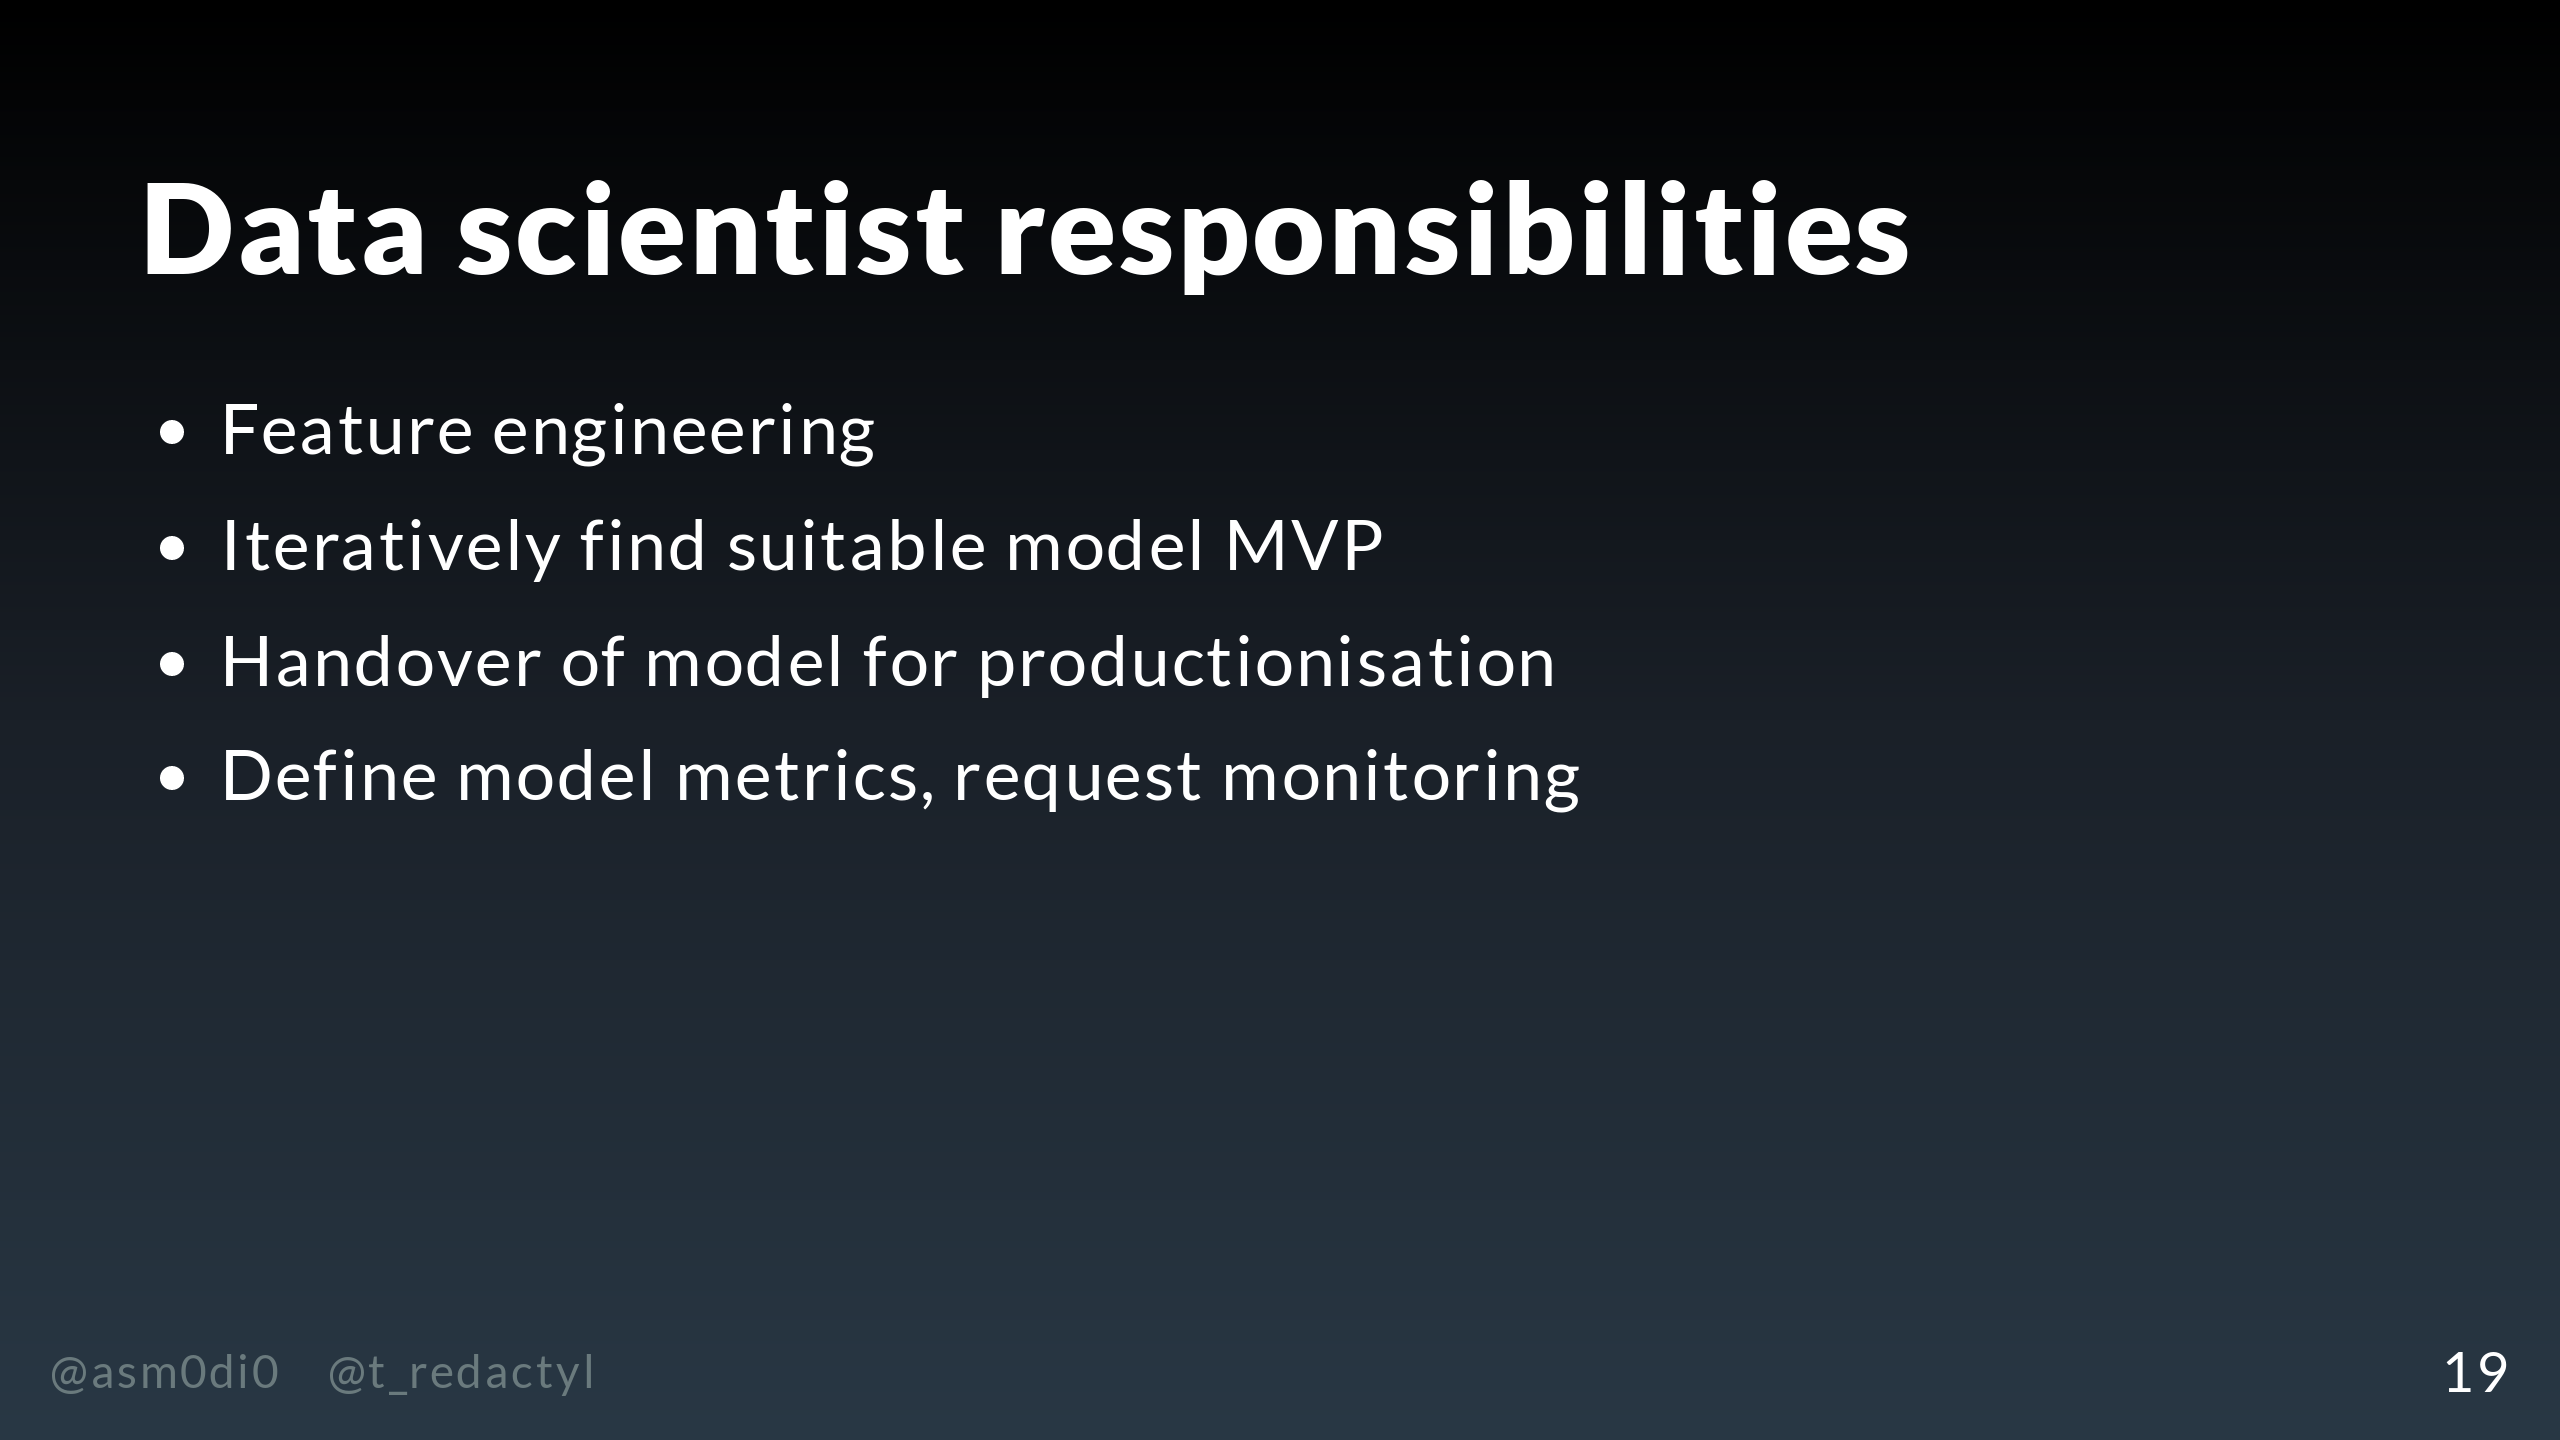 Data scientist responsibilities
• Feature engineering
• Iteratively find suitable model MVP
• Handover of model for productionisation
• Define model metrics, request monitoring
@asm0di0 @t_redactyl
19